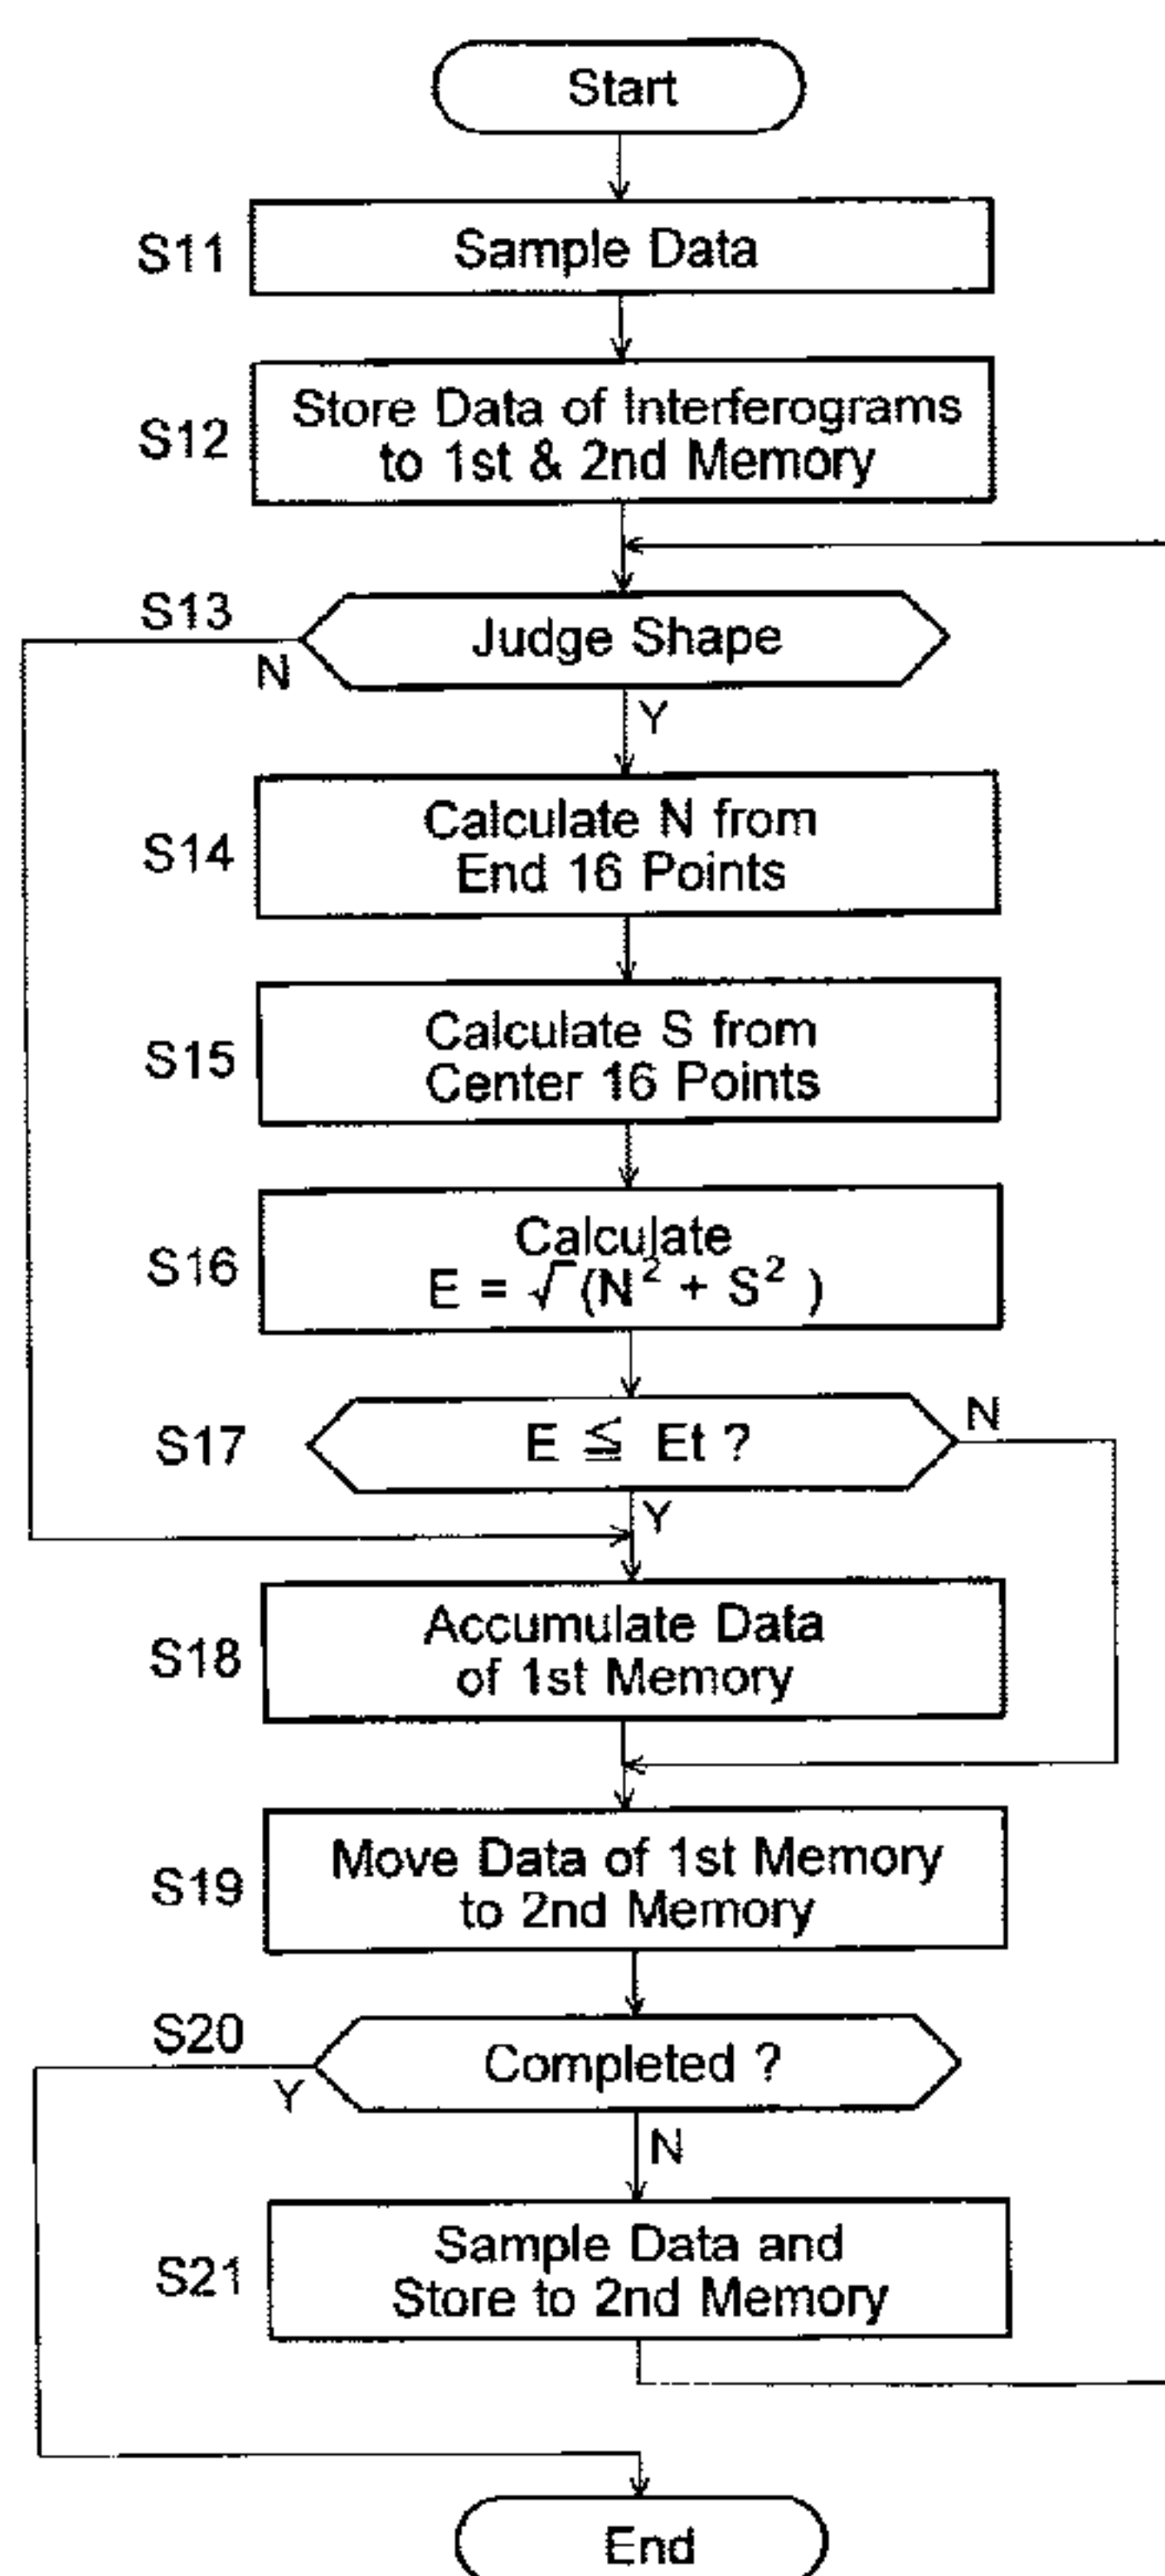 Start
S11
Sample Data
S12
Store Data of Interferograms
to 1st & 2nd Memory
S13
Judge Shape
N
Y
S14
Calculate N from
End 16 Points
S15
Calculate S from
Center 16 Points
S16
Calculate
E = √(N² + S²)
S17
E ≦ Et ?
N
Y
S18
Accumulate Data
of 1st Memory
S19
Move Data of 1st Memory
to 2nd Memory
S20
Completed ?
Y
N
S21
Sample Data and
Store to 2nd Memory
End